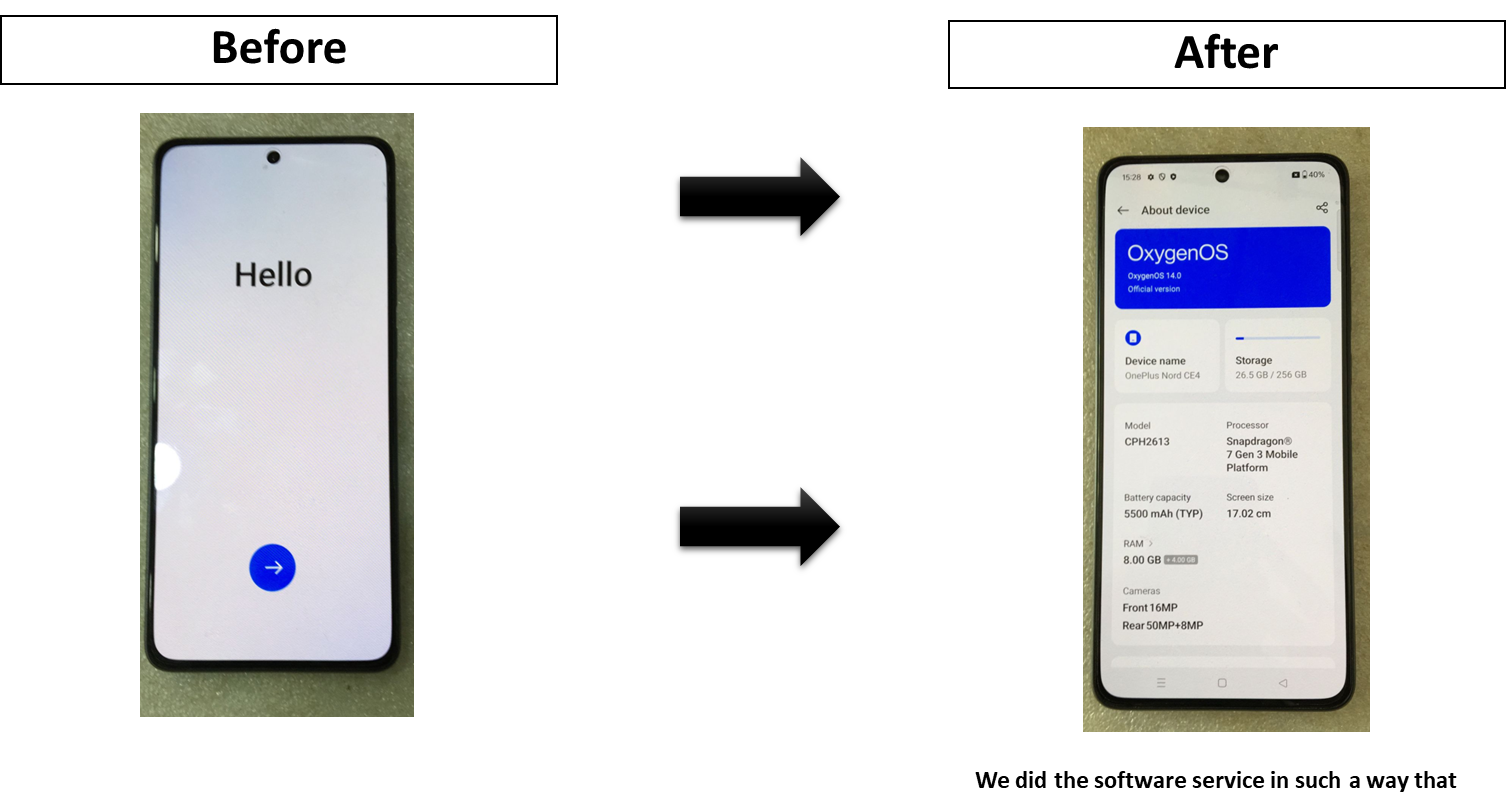 Before
After
Hello
15:28
40%
About device
OxygenOS
OxygenOS 14.0
Official version
Device name
OnePlus Nord CE4
Storage
26.5 GB / 256 GB
Model
CPH2613
Processor
Snapdragon®
7 Gen 3 Mobile
Platform
Battery capacity
5500 mAh (TYP)
Screen size
17.02 cm
RAM
8.00 GB + 4.00 GB
Cameras
Front 16MP
Rear 50MP+8MP
We did the software service in such a way that